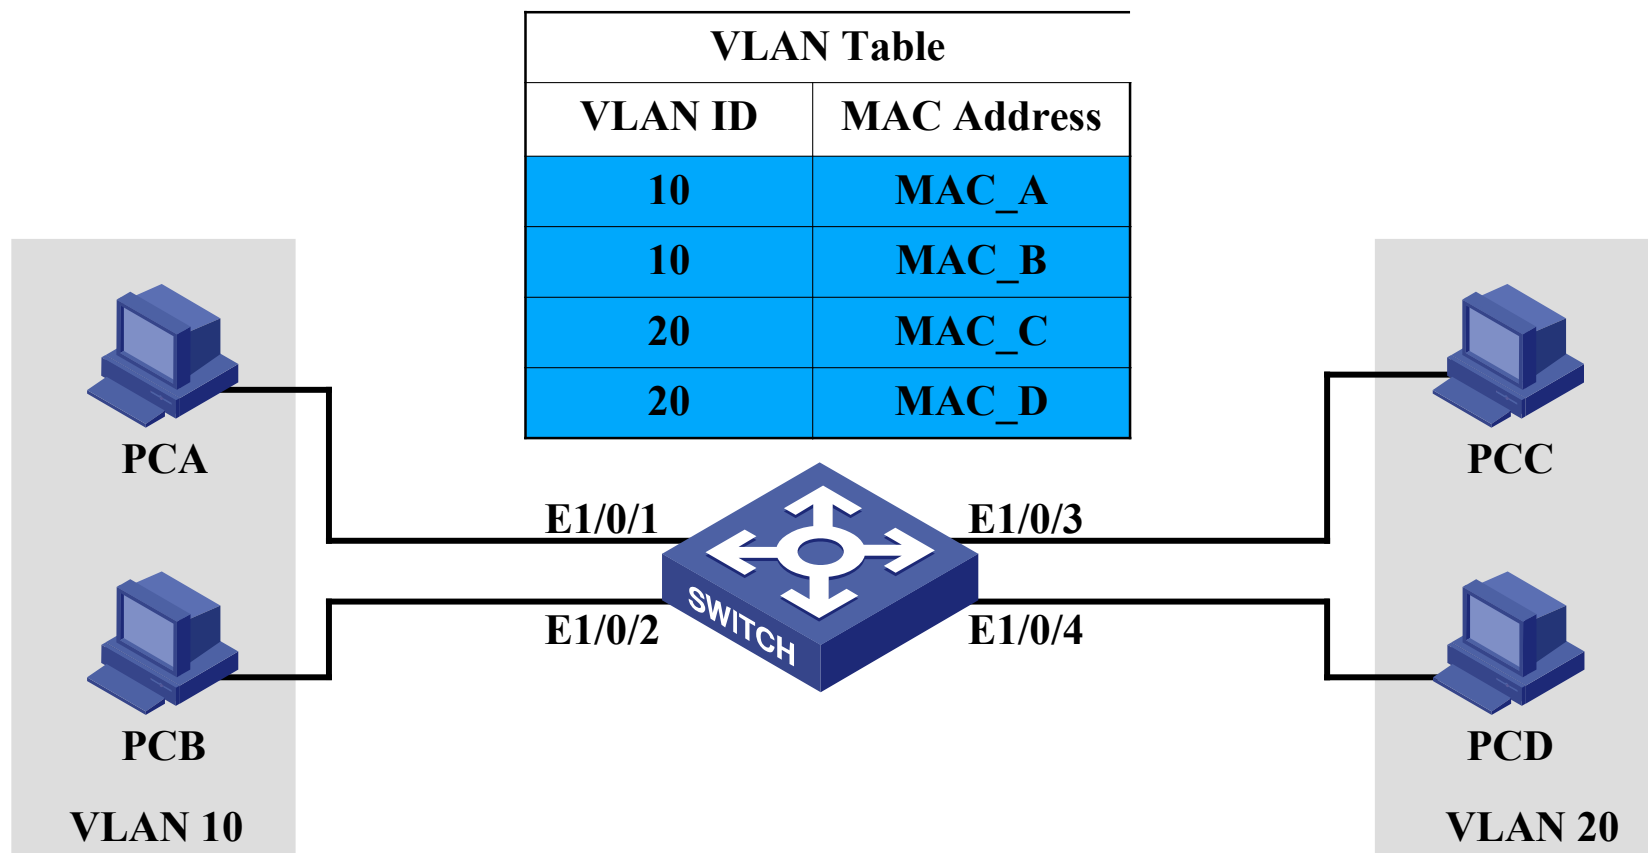 VLAN Table
VLAN ID MAC Address
10 MAC_A
10 MAC_B
20 MAC_C
20 MAC_D
PCA
PCC
E1/0/1
E1/0/3
SWITCH
E1/0/2
E1/0/4
PCB
PCD
VLAN 10
VLAN 20